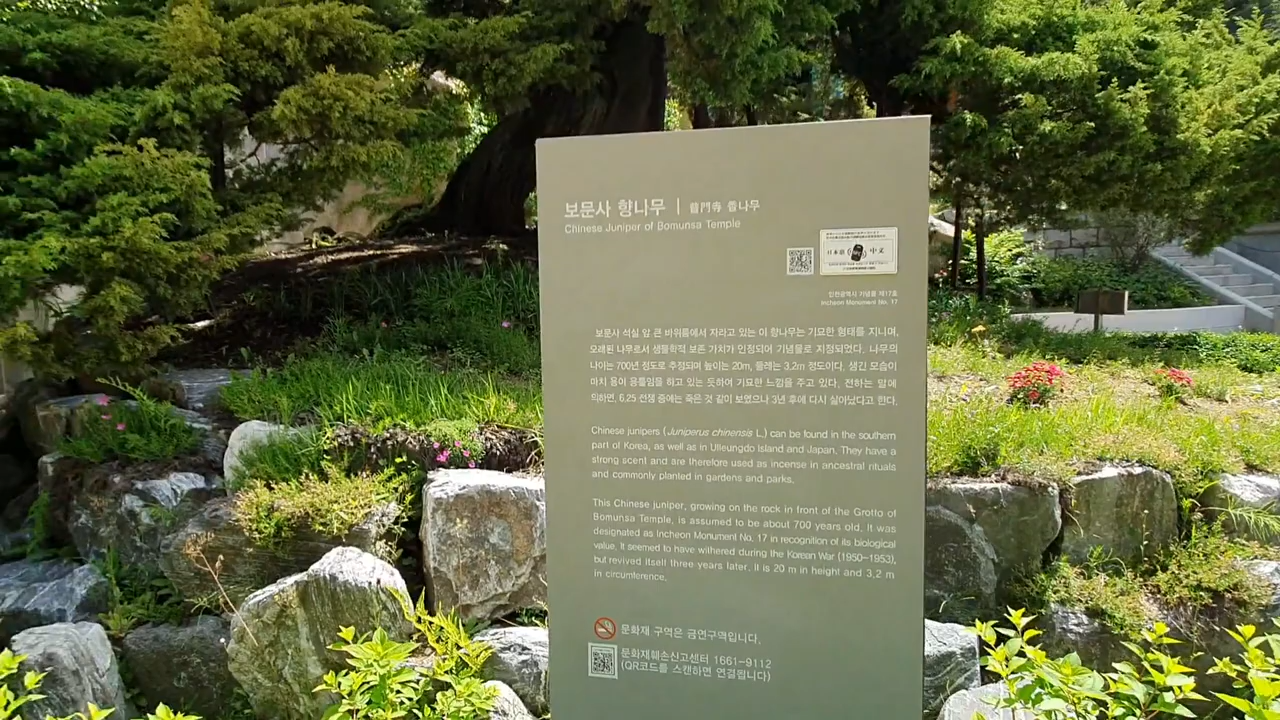 보문사 향나무 | 普門寺 香나무
Chinese Juniper of Bomunsa Temple
日本語 中文
인천광역시 기념물 제17호
Incheon Monument No. 17
보문사 석실 앞 큰 바위틈에서 자라고 있는 이 향나무는 기묘한 형태를 지니며,
오래된 나무로서 생물학적 보존 가치가 인정되어 기념물로 지정되었다. 나무의
나이는 700년 정도로 추정되며 높이는 20m, 둘레는 3.2m 정도이다. 생긴 모습이
마치 용이 용틀임을 하고 있는 듯하여 기묘한 느낌을 주고 있다. 전하는 말에
의하면, 6.25 전쟁 중에는 죽은 것 같이 보였으나 3년 후에 다시 살아났다고 한다.
Chinese junipers (Juniperus chinensis L.) can be found in the southern
part of Korea, as well as in Ulleungdo Island and Japan. They have a
strong scent and are therefore used as incense in ancestral rituals
and commonly planted in gardens and parks.
This Chinese juniper, growing on the rock in front of the Grotto of
Bomunsa Temple, is assumed to be about 700 years old. It was
designated as Incheon Monument No. 17 in recognition of its biological
value. It seemed to have withered during the Korean War (1950-1953),
but revived itself three years later. It is 20 m in height and 3.2 m
in circumference.
문화재 구역은 금연구역입니다.
문화재훼손신고센터 1661-9112
(QR코드를 스캔하면 연결됩니다)